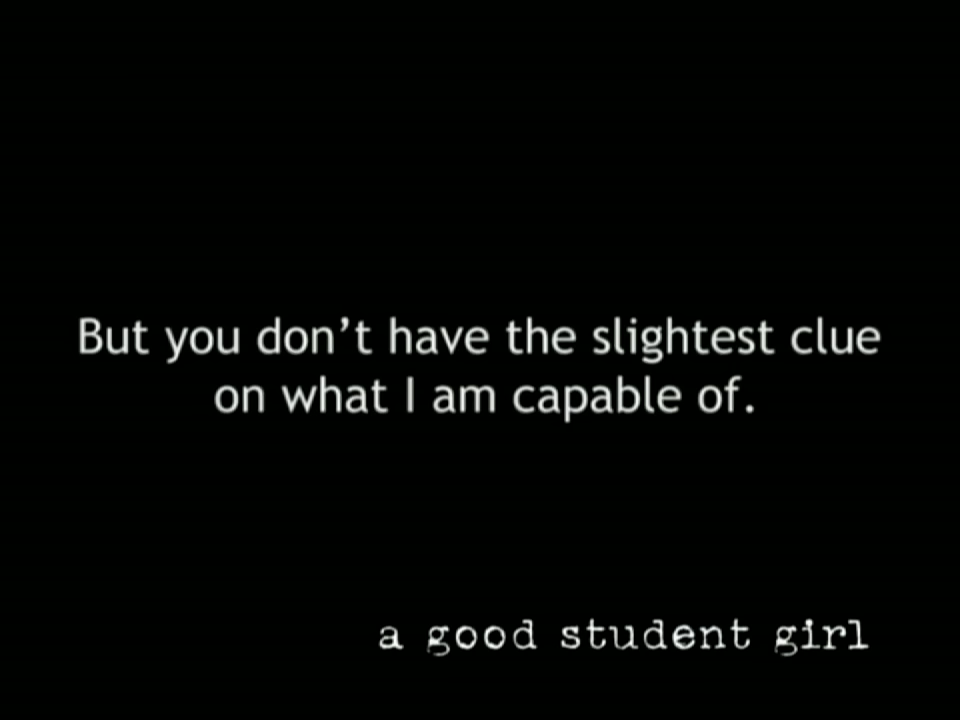 But you don’t have the slightest clue
on what I am capable of.
a good student girl